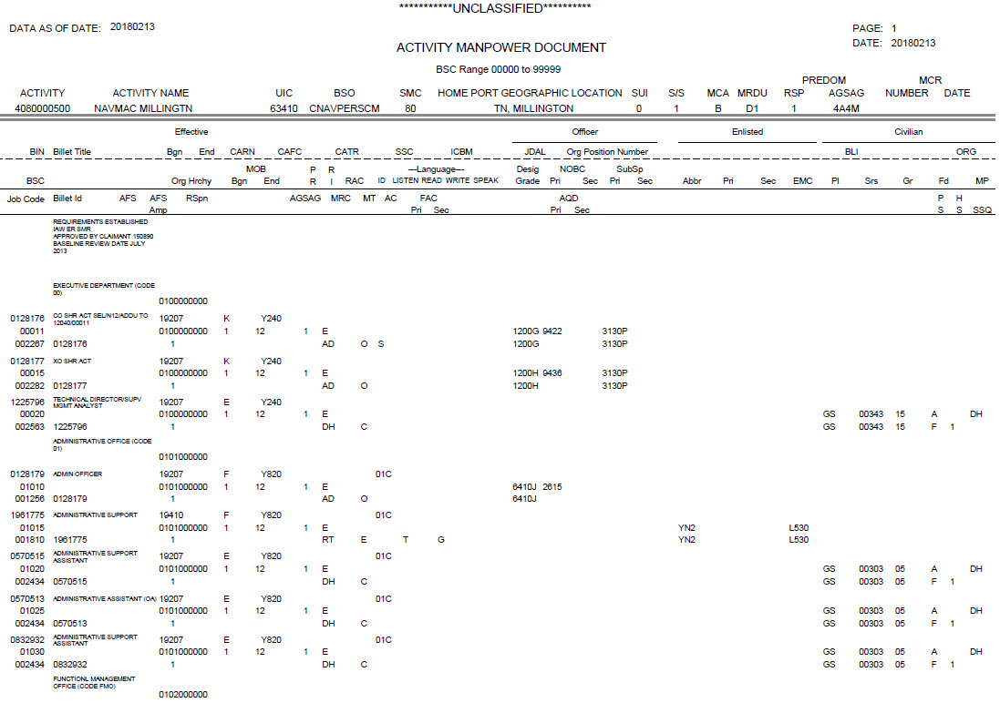 ***********UNCLASSIFIED**********
DATA AS OF DATE: 20180213 PAGE: 1
DATE: 20180213
ACTIVITY MANPOWER DOCUMENT
BSC Range 00000 to 99999
PREDOM MCR
ACTIVITY ACTIVITY NAME UIC BSO SMC HOME PORT GEOGRAPHIC LOCATION SUI S/S MCA MRDU RSP AGSAG NUMBER DATE
4080000500 NAVMAC MILLINGTN 63410 CNAVPERSCM 80 TN, MILLINGTON 0 1 B D1 1 4A4M
Effective Officer Enlisted Civilian
BIN Billet Title Bgn End CARN CAFC CATR SSC ICBM JDAL Org Position Number BLI ORG
MOB P R ---Language--- Desig NOBC SubSp
BSC Org Hrchy Bgn End R I RAC ID LISTEN READ WRITE SPEAK Grade Pri Sec Pri Sec Abbr Pri Sec EMC Pl Srs Gr Fd MP
Job Code Billet Id AFS AFS RSpn AGSAG MRC MT AC FAC AQD P H
Amp Pri Sec Pri Sec S S SSQ
REQUIREMENTS ESTABLISHED
IAW ER SMR
APPROVED BY CLAIMANT 150890
BASELINE REVIEW DATE JULY
2013
EXECUTIVE DEPARTMENT (CODE
00)
0100000000
0128176 CO SHR ACT SEL/N12/ADDU TO 19207 K Y240
12040/00011
00011 0100000000 1 12 1 E 1200G 9422 3130P
002267 0128176 1 AD O S 1200G 3130P
0128177 XO SHR ACT 19207 K Y240
00015 0100000000 1 12 1 E 1200H 9436 3130P
002282 0128177 1 AD O 1200H 3130P
1225796 TECHNICAL DIRECTOR/SUPV 19207 E Y240
MGMT ANALYST
00020 0100000000 1 12 1 E GS 00343 15 A DH
002563 1225796 1 DH C GS 00343 15 F 1
ADMINISTRATIVE OFFICE (CODE
01)
0101000000
0128179 ADMIN OFFICER 19207 F Y820 01C
01010 0101000000 1 12 1 E 6410J 2615
001256 0128179 1 AD O 6410J
1961775 ADMINISTRATIVE SUPPORT 19410 F Y820 01C
01015 0101000000 1 12 1 E YN2 L530
001810 1961775 1 RT E T G YN2 L530
0570515 ADMINISTRATIVE SUPPORT 19207 E Y820 01C
ASSISTANT
01020 0101000000 1 12 1 E GS 00303 05 A DH
002434 0570515 1 DH C GS 00303 05 F 1
0570513 ADMINISTRATIVE ASSISTANT (OA) 19207 E Y820 01C
01025 0101000000 1 12 1 E GS 00303 05 A DH
002434 0570513 1 DH C GS 00303 05 F 1
0832932 ADMINISTRATIVE SUPPORT 19207 E Y820 01C
ASSISTANT
01030 0101000000 1 12 1 E GS 00303 05 A DH
002434 0832932 1 DH C GS 00303 05 F 1
FUNCTIONL MANAGEMENT
OFFICE (CODE FMO)
0102000000